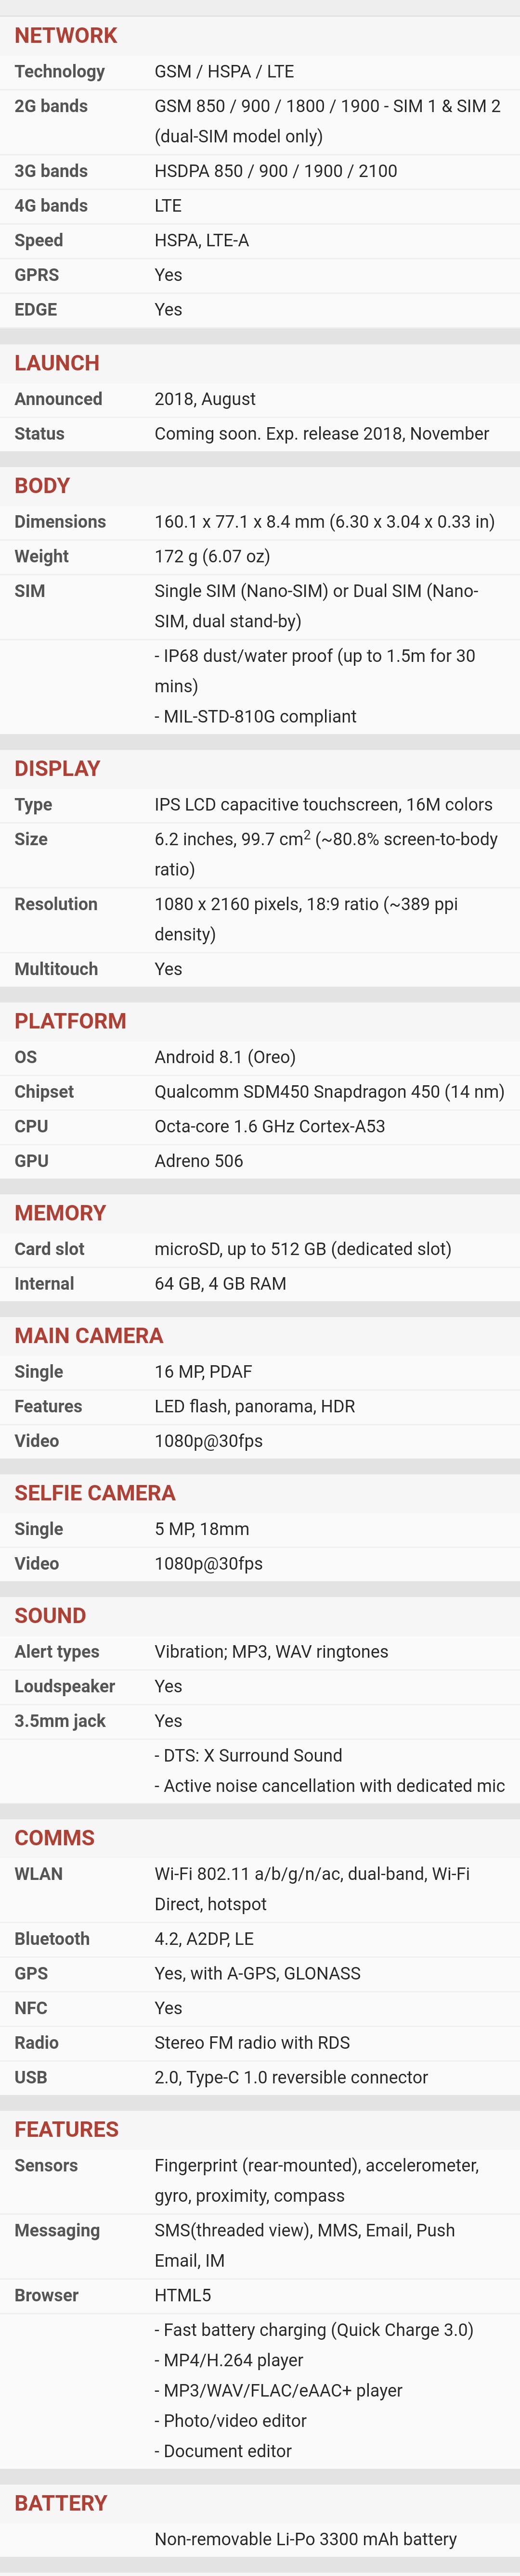 NETWORK
Technology GSM / HSPA / LTE
2G bands GSM 850 / 900 / 1800 / 1900 - SIM 1 & SIM 2
(dual-SIM model only)
3G bands HSDPA 850 / 900 / 1900 / 2100
4G bands LTE
Speed HSPA, LTE-A
GPRS Yes
EDGE Yes
LAUNCH
Announced 2018, August
Status Coming soon. Exp. release 2018, November
BODY
Dimensions 160.1 x 77.1 x 8.4 mm (6.30 x 3.04 x 0.33 in)
Weight 172 g (6.07 oz)
SIM Single SIM (Nano-SIM) or Dual SIM (Nano-
SIM, dual stand-by)
- IP68 dust/water proof (up to 1.5m for 30
mins)
- MIL-STD-810G compliant
DISPLAY
Type IPS LCD capacitive touchscreen, 16M colors
Size 6.2 inches, 99.7 cm² (~80.8% screen-to-body
ratio)
Resolution 1080 x 2160 pixels, 18:9 ratio (~389 ppi
density)
Multitouch Yes
PLATFORM
OS Android 8.1 (Oreo)
Chipset Qualcomm SDM450 Snapdragon 450 (14 nm)
CPU Octa-core 1.6 GHz Cortex-A53
GPU Adreno 506
MEMORY
Card slot microSD, up to 512 GB (dedicated slot)
Internal 64 GB, 4 GB RAM
MAIN CAMERA
Single 16 MP, PDAF
Features LED flash, panorama, HDR
Video 1080p@30fps
SELFIE CAMERA
Single 5 MP, 18mm
Video 1080p@30fps
SOUND
Alert types Vibration; MP3, WAV ringtones
Loudspeaker Yes
3.5mm jack Yes
- DTS: X Surround Sound
- Active noise cancellation with dedicated mic
COMMS
WLAN Wi-Fi 802.11 a/b/g/n/ac, dual-band, Wi-Fi
Direct, hotspot
Bluetooth 4.2, A2DP, LE
GPS Yes, with A-GPS, GLONASS
NFC Yes
Radio Stereo FM radio with RDS
USB 2.0, Type-C 1.0 reversible connector
FEATURES
Sensors Fingerprint (rear-mounted), accelerometer,
gyro, proximity, compass
Messaging SMS(threaded view), MMS, Email, Push
Email, IM
Browser HTML5
- Fast battery charging (Quick Charge 3.0)
- MP4/H.264 player
- MP3/WAV/FLAC/eAAC+ player
- Photo/video editor
- Document editor
BATTERY
Non-removable Li-Po 3300 mAh battery